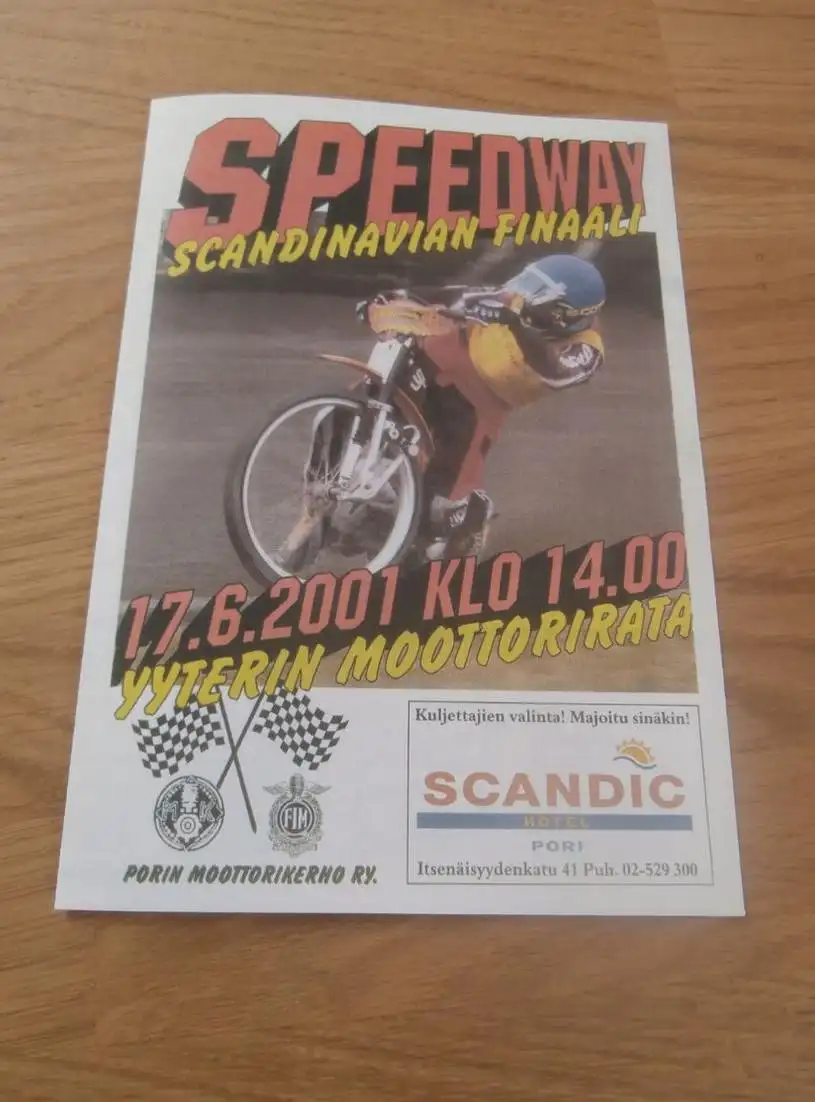 SPEEDWAY
SCANDINAVIAN FINAALI
17.6.2001 KLO 14.00
YYTERIN MOOTTORIRATA
Kuljettajien valinta! Majoitu sinäkin!
SCANDIC
HOTEL
PORI
Itsenäisyydenkatu 41 Puh. 02-529 300
M K
FIM
PORIN MOOTTORIKERHO RY.